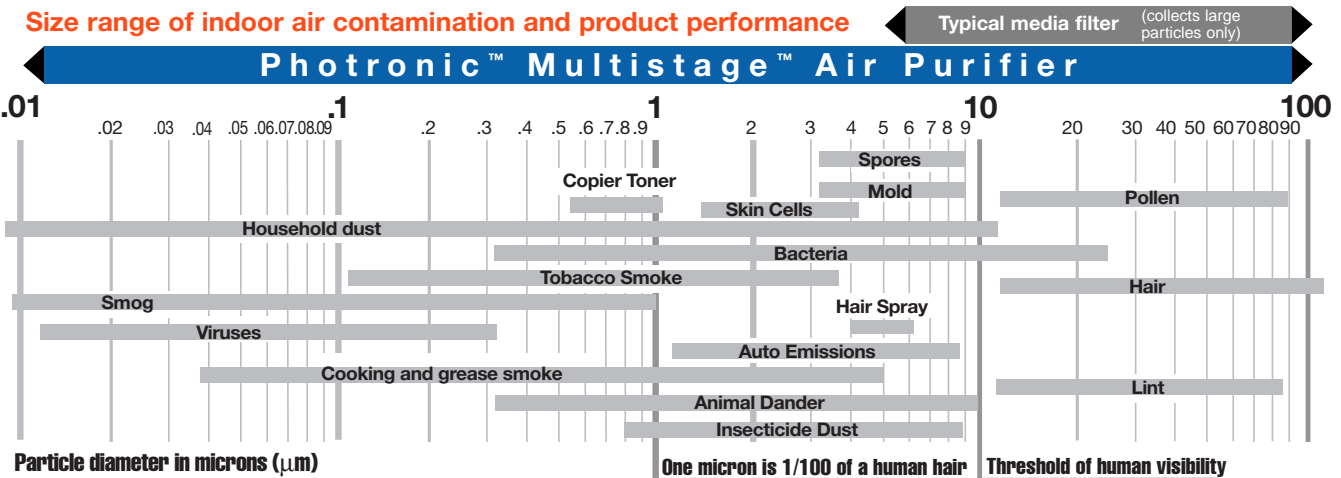 Size range of indoor air contamination and product performance
Typical media filter (collects large particles only)
Photronic™ Multistage™ Air Purifier
.01 .1 1 10 100
.02 .03 .04 .05 .06 .07 .08 .09 .2 .3 .4 .5 .6 .7 .8 .9 2 3 4 5 6 7 8 9 20 30 40 50 60 70 80 90
Spores
Copier Toner
Mold
Pollen
Skin Cells
Household dust
Bacteria
Tobacco Smoke
Hair
Smog
Hair Spray
Viruses
Auto Emissions
Cooking and grease smoke
Lint
Animal Dander
Insecticide Dust
Particle diameter in microns (μm)
One micron is 1/100 of a human hair
Threshold of human visibility